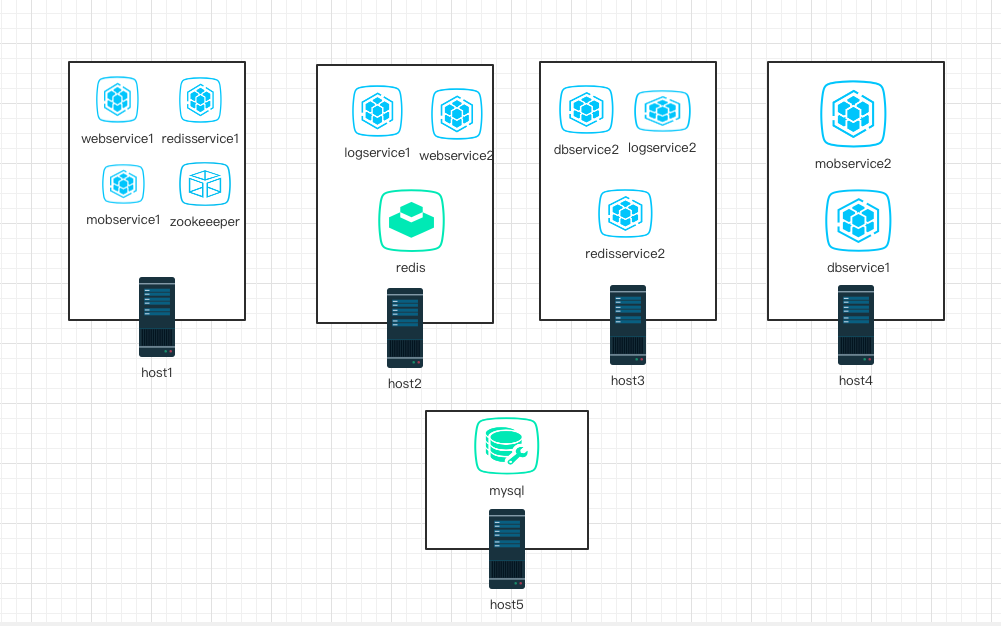 webservice1
redisservice1
mobservice1
zookeeeper
host1
logservice1
webservice2
redis
host2
dbservice2
logservice2
redisservice2
host3
mobservice2
dbservice1
host4
mysql
host5